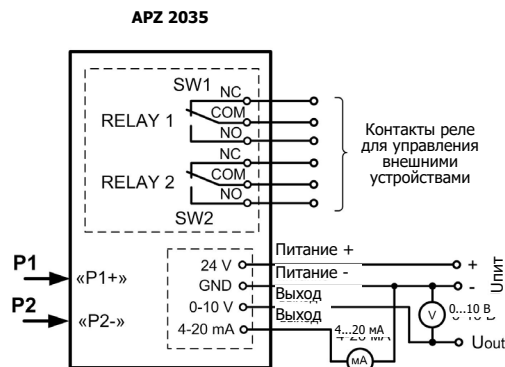 APZ 2035
SW1
NC
COM
NO
RELAY 1
NC
COM
NO
RELAY 2
SW2
Контакты реле
для управления
внешними
устройствами
P1
«P1+»
P2
«P2-»
24 V
GND
0-10 V
4-20 mA
Питание +
Питание -
Выход
Выход
+
-
Uпит
V
0...10 В
Uout
4...20 мА
мА